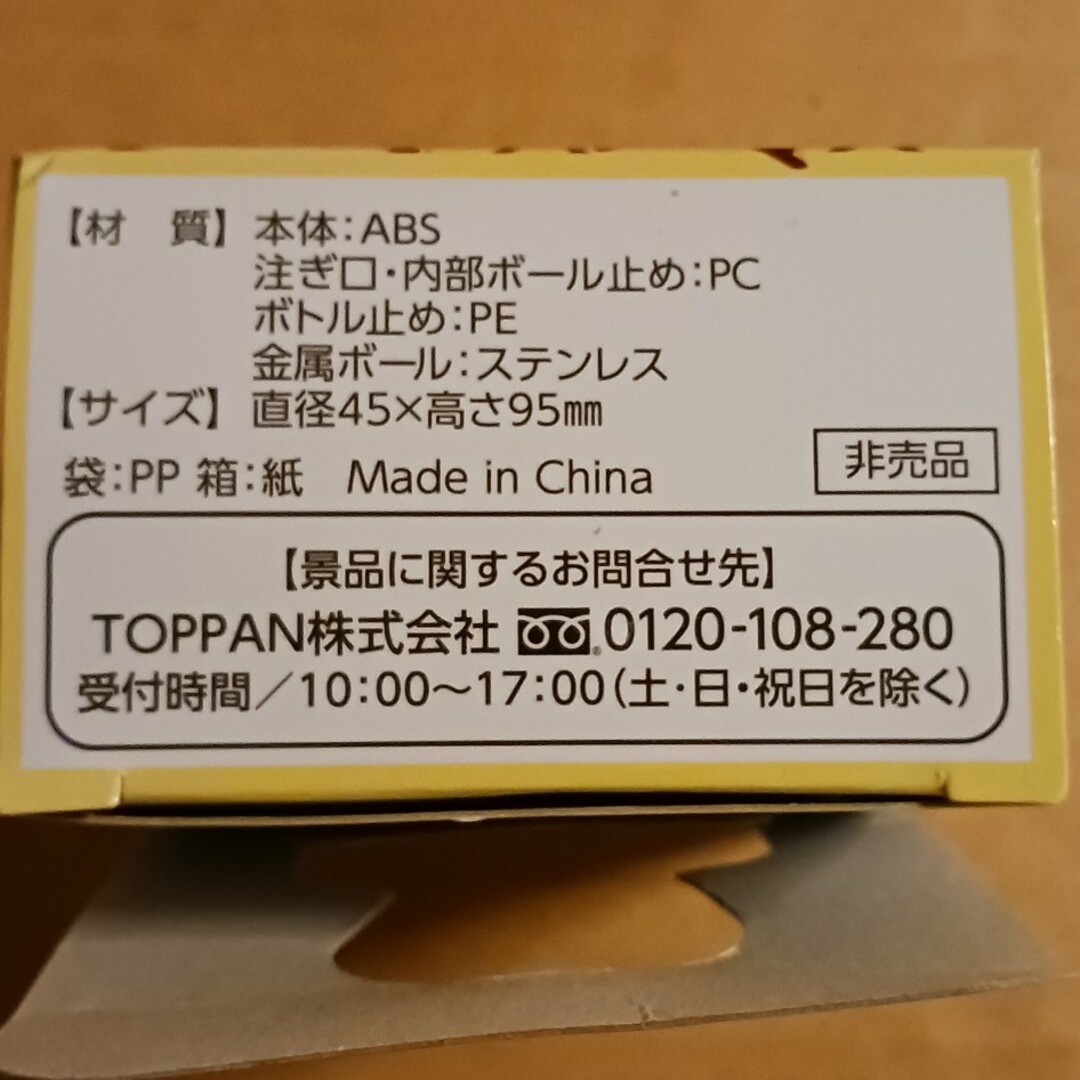 【材　質】本体：ABS
注ぎ口・内部ボール止め：PC
ボトル止め：PE
金属ボール：ステンレス
【サイズ】直径45×高さ95㎜
袋：PP 箱：紙　Made in China
非売品
【景品に関するお問合せ先】
TOPPAN株式会社 0120-108-280
受付時間／10：00～17：00（土・日・祝日を除く）